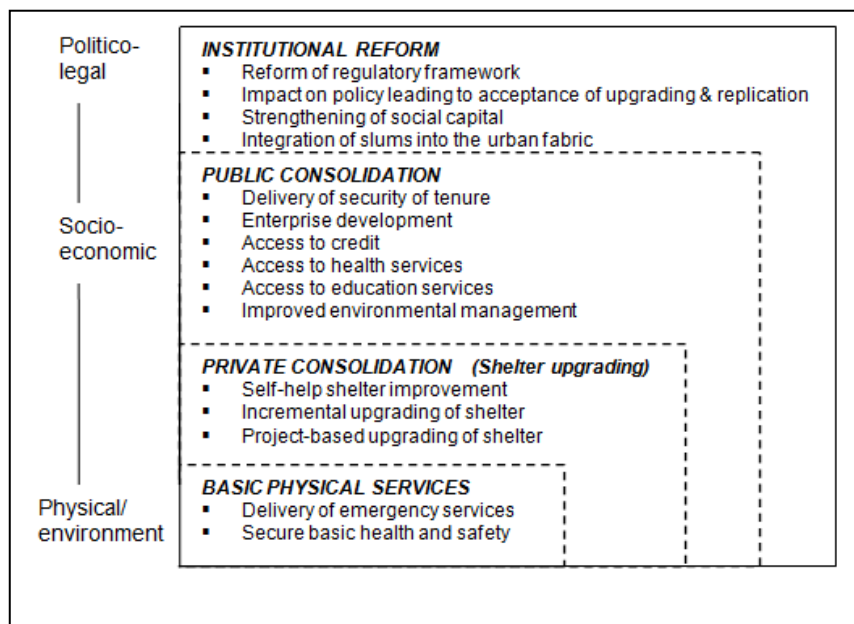 Politico-
legal
INSTITUTIONAL REFORM
▪ Reform of regulatory framework
▪ Impact on policy leading to acceptance of upgrading & replication
▪ Strengthening of social capital
▪ Integration of slums into the urban fabric
PUBLIC CONSOLIDATION
▪ Delivery of security of tenure
Socio-
economic
▪ Enterprise development
▪ Access to credit
▪ Access to health services
▪ Access to education services
▪ Improved environmental management
PRIVATE CONSOLIDATION (Shelter upgrading)
▪ Self-help shelter improvement
▪ Incremental upgrading of shelter
▪ Project-based upgrading of shelter
Physical/
environment
BASIC PHYSICAL SERVICES
▪ Delivery of emergency services
▪ Secure basic health and safety